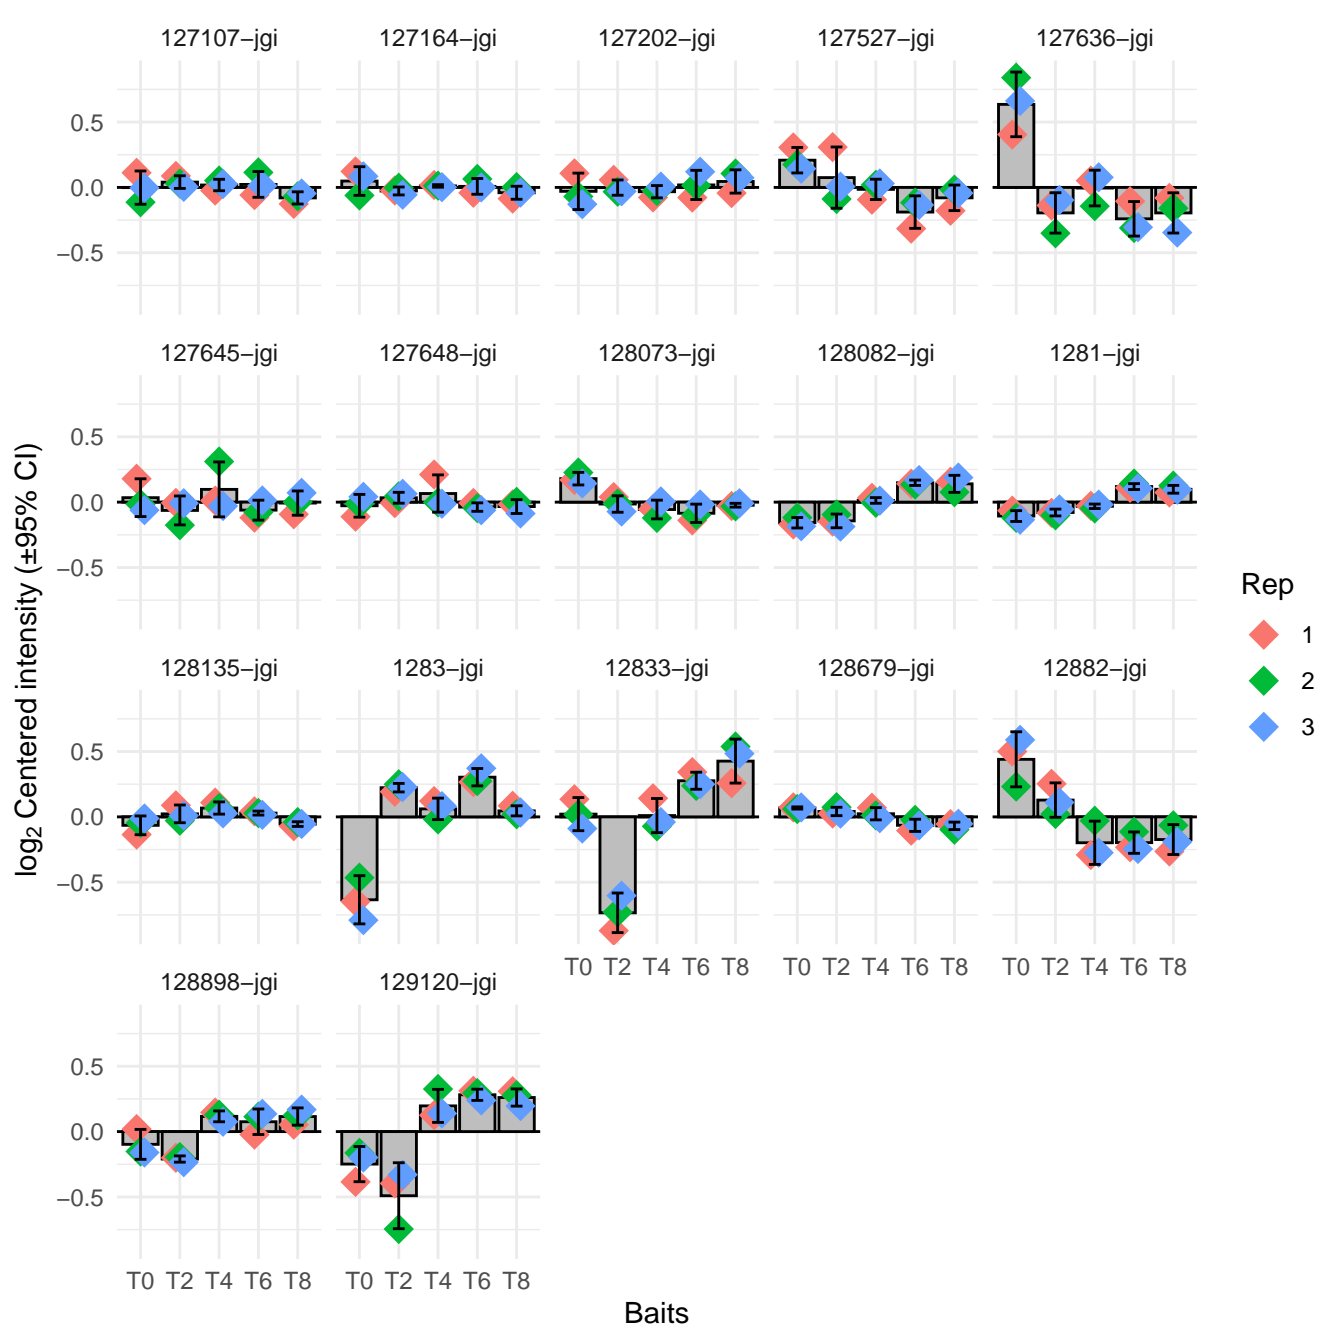 127107−jgi 127164−jgi 127202−jgi 127527−jgi 127636−jgi
0.5
0.0
−0.5
127645−jgi 127648−jgi 128073−jgi 128082−jgi 1281−jgi
0.5
0.0
−0.5
128135−jgi 1283−jgi 12833−jgi 128679−jgi 12882−jgi
0.5
0.0
−0.5
T0 T2 T4 T6 T8 T0 T2 T4 T6 T8 T0 T2 T4 T6 T8
128898−jgi 129120−jgi
0.5
0.0
−0.5
T0 T2 T4 T6 T8 T0 T2 T4 T6 T8
Baits
log₂ Centered intensity (±95% CI)
Rep
1
2
3